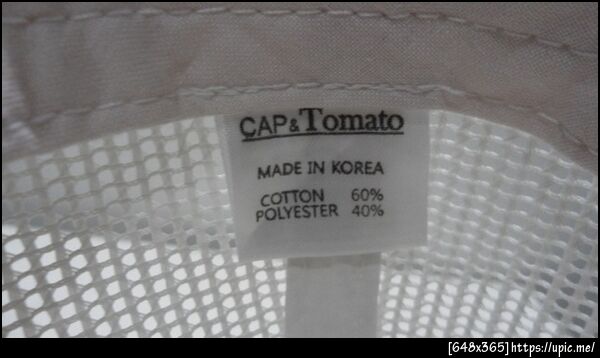 CAP&Tomato
MADE IN KOREA
COTTON 60%
POLYESTER 40%
[648x365]https://upic.me/